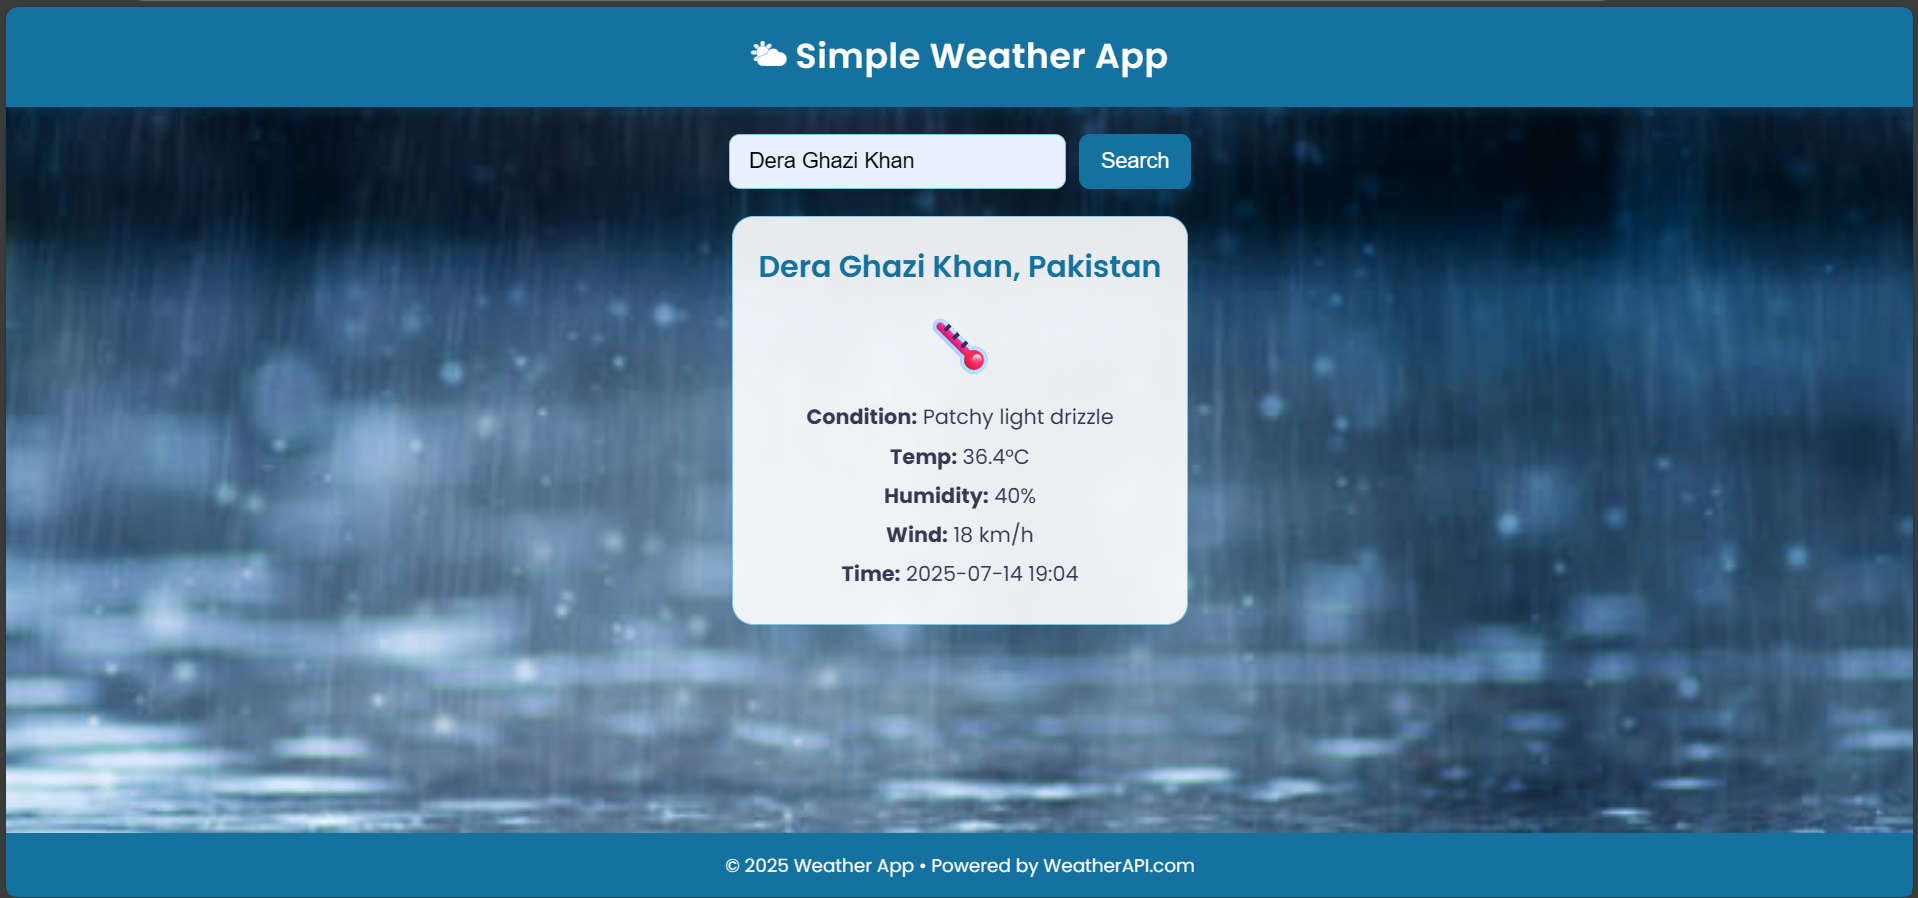 Simple Weather App
Dera Ghazi Khan
Search
Dera Ghazi Khan, Pakistan
Condition: Patchy light drizzle
Temp: 36.4°C
Humidity: 40%
Wind: 18 km/h
Time: 2025-07-14 19:04
© 2025 Weather App • Powered by WeatherAPI.com